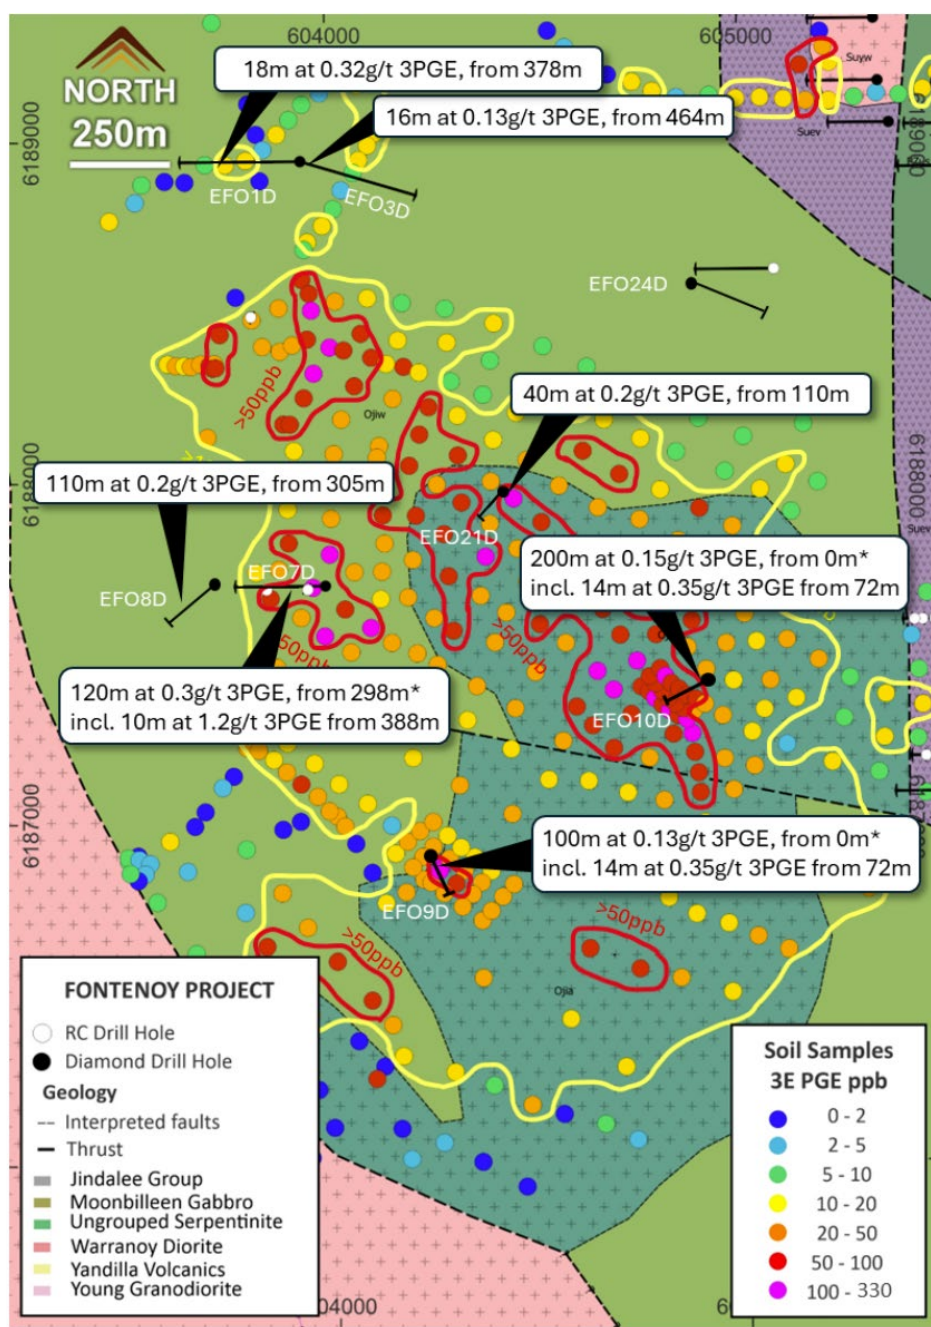 604000
605000
NORTH
250m
18m at 0.32g/t 3PGE, from 378m
16m at 0.13g/t 3PGE, from 464m
Suyw
Suev
6189000
EFO1D
EFO3D
EFO24D
>50ppb
Ojiw
40m at 0.2g/t 3PGE, from 110m
110m at 0.2g/t 3PGE, from 305m
6188000
6188000
EFO21D
200m at 0.15g/t 3PGE, from 0m*
incl. 14m at 0.35g/t 3PGE from 72m
EFO7D
EFO8D
>50ppb
50ppb
120m at 0.3g/t 3PGE, from 298m*
incl. 10m at 1.2g/t 3PGE from 388m
EFO10D
6187000
100m at 0.13g/t 3PGE, from 0m*
incl. 14m at 0.35g/t 3PGE from 72m
EFO9D
>50ppb
>50ppb
Ojia
FONTENOY PROJECT
RC Drill Hole
Diamond Drill Hole
Geology
Interpreted faults
Thrust
Jindalee Group
Moonbilleen Gabbro
Ungrouped Serpentinite
Warranoy Diorite
Yandilla Volcanics
Young Granodiorite
Soil Samples
3E PGE ppb
0 - 2
2 - 5
5 - 10
10 - 20
20 - 50
50 - 100
100 - 330
04000